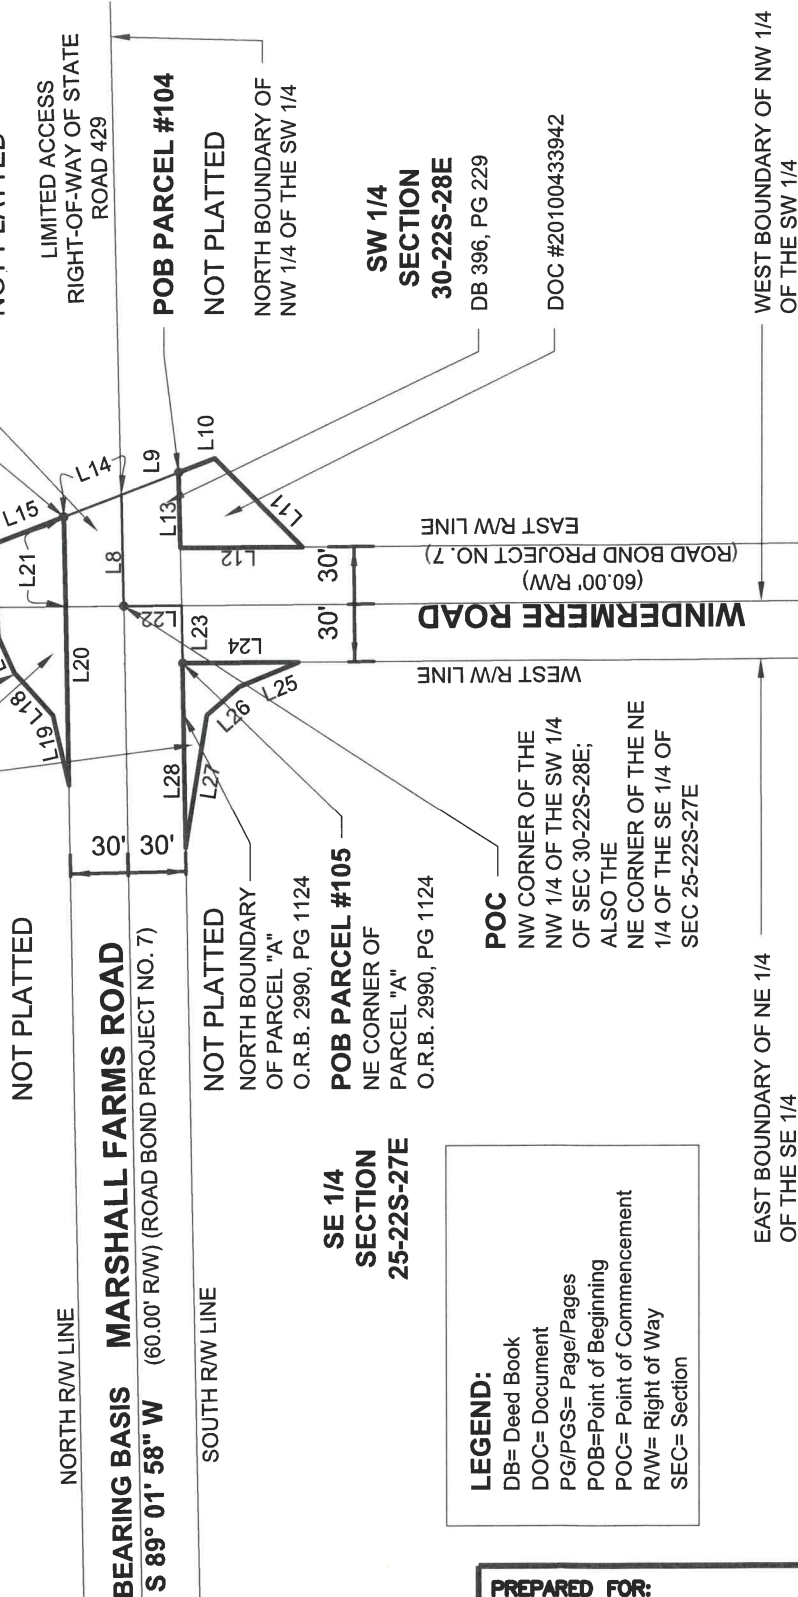 NOT PLATTED
LIMITED ACCESS
RIGHT-OF-WAY OF STATE
ROAD 429
POB PARCEL #104
NOT PLATTED
NORTH BOUNDARY OF
NW 1/4 OF THE SW 1/4
SW 1/4
SECTION
30-22S-28E
DB 396, PG 229
DOC #20100433942
WEST BOUNDARY OF NW 1/4
OF THE SW 1/4
L15
L14
L9
L10
L21
L8
L13
L11
L12
L22
L23
L24
L20
L18
L19
L25
L26
L27
L28
30'
30'
30'
30'
EAST R/W LINE
(ROAD BOND PROJECT NO. 7)
(60.00' R/W)
WINDERMERE ROAD
WEST R/W LINE
NOT PLATTED
MARSHALL FARMS ROAD
(60.00' R/W) (ROAD BOND PROJECT NO. 7)
NOT PLATTED
NORTH BOUNDARY
OF PARCEL "A"
O.R.B. 2990, PG 1124
POB PARCEL #105
NE CORNER OF
PARCEL "A"
O.R.B. 2990, PG 1124
POC
NW CORNER OF THE
NW 1/4 OF THE SW 1/4
OF SEC 30-22S-28E;
ALSO THE
NE CORNER OF THE NE
1/4 OF THE SE 1/4 OF
SEC 25-22S-27E
EAST BOUNDARY OF NE 1/4
OF THE SE 1/4
SE 1/4
SECTION
25-22S-27E
NORTH R/W LINE
BEARING BASIS
S 89° 01' 58" W
SOUTH R/W LINE
LEGEND:
DB= Deed Book
DOC= Document
PG/PGS= Page/Pages
POB=Point of Beginning
POC= Point of Commencement
R/W= Right of Way
SEC= Section
PREPARED FOR: